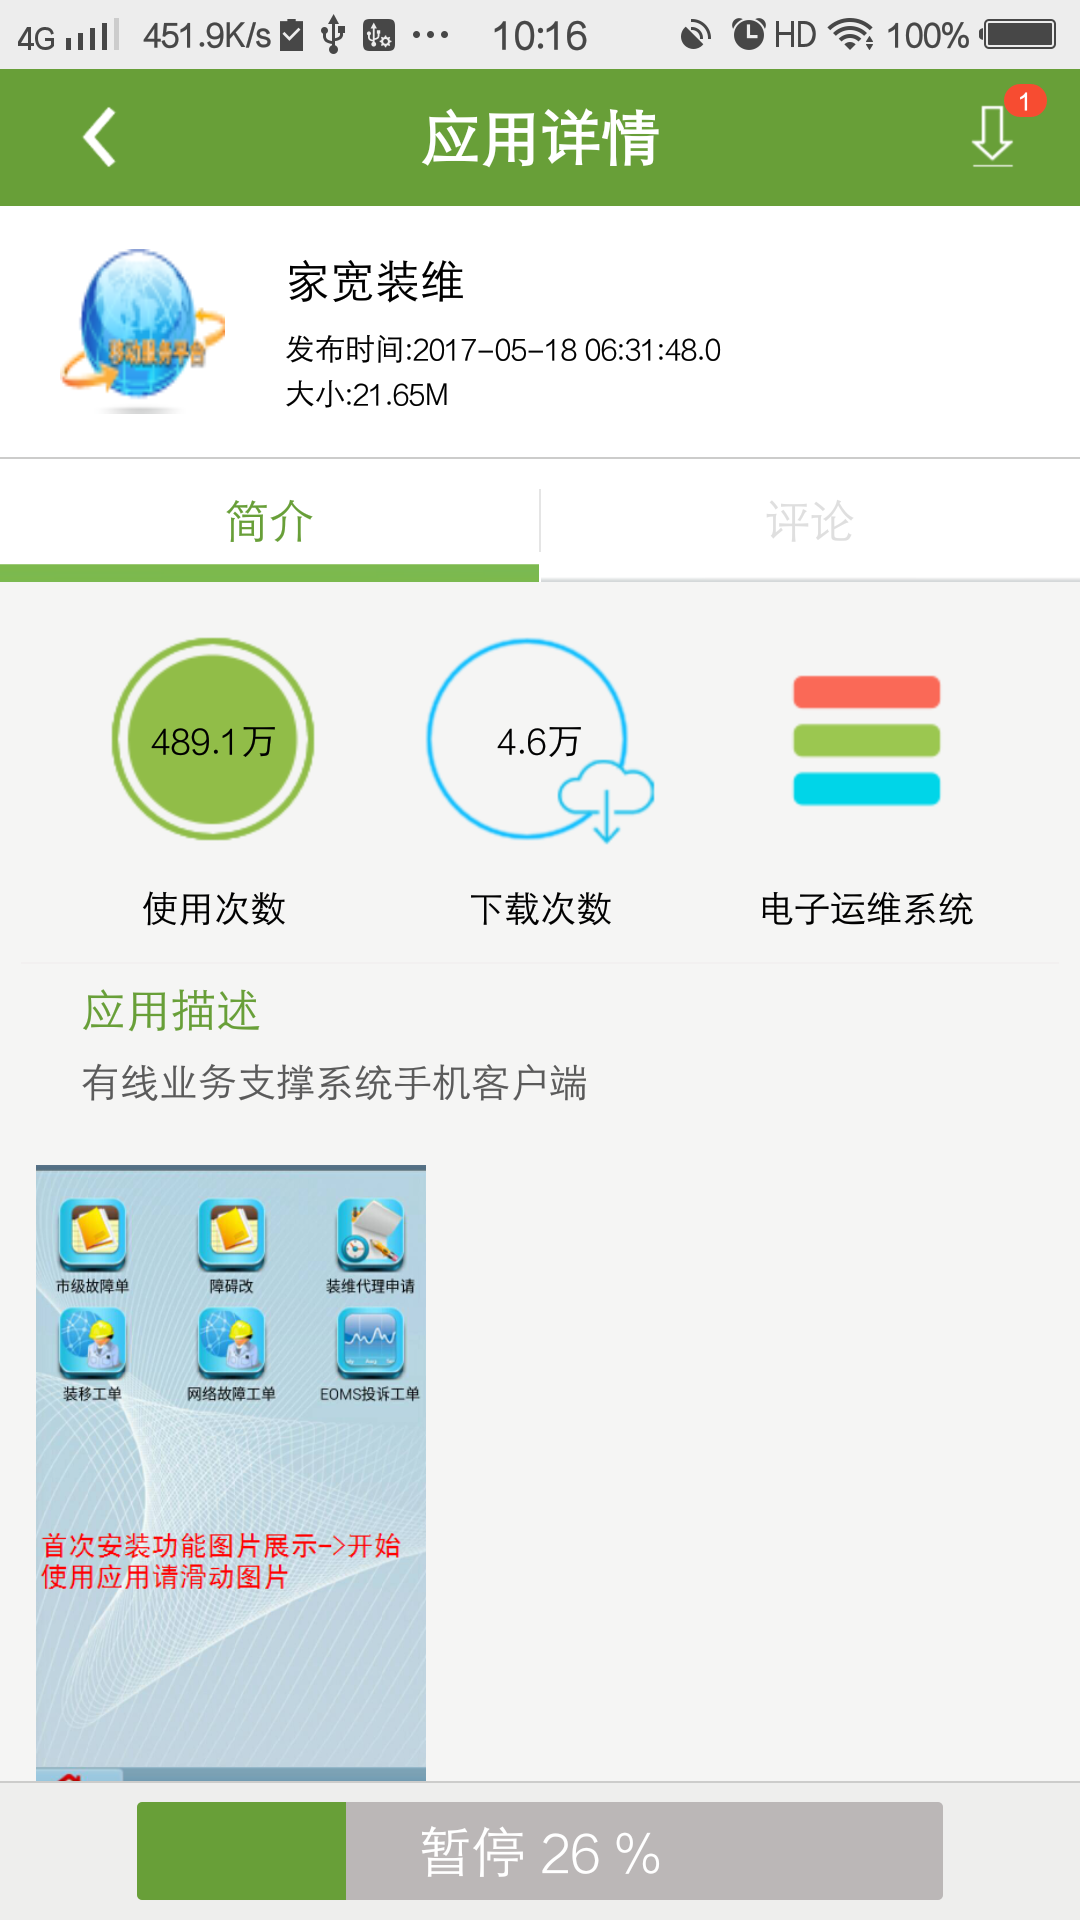 4G 451.9K/s 10:16 HD 100%
应用详情
1
移动服务平台
家宽装维
发布时间:2017-05-18 06:31:48.0
大小:21.65M
简介
评论
489.1万
4.6万
使用次数
下载次数
电子运维系统
应用描述
有线业务支撑系统手机客户端
市级故障单
障碍改
装维代理申请
装移工单
网络故障工单
EOMS投诉工单
首次安装功能图片展示->开始
使用应用请滑动图片
暂停 26 %